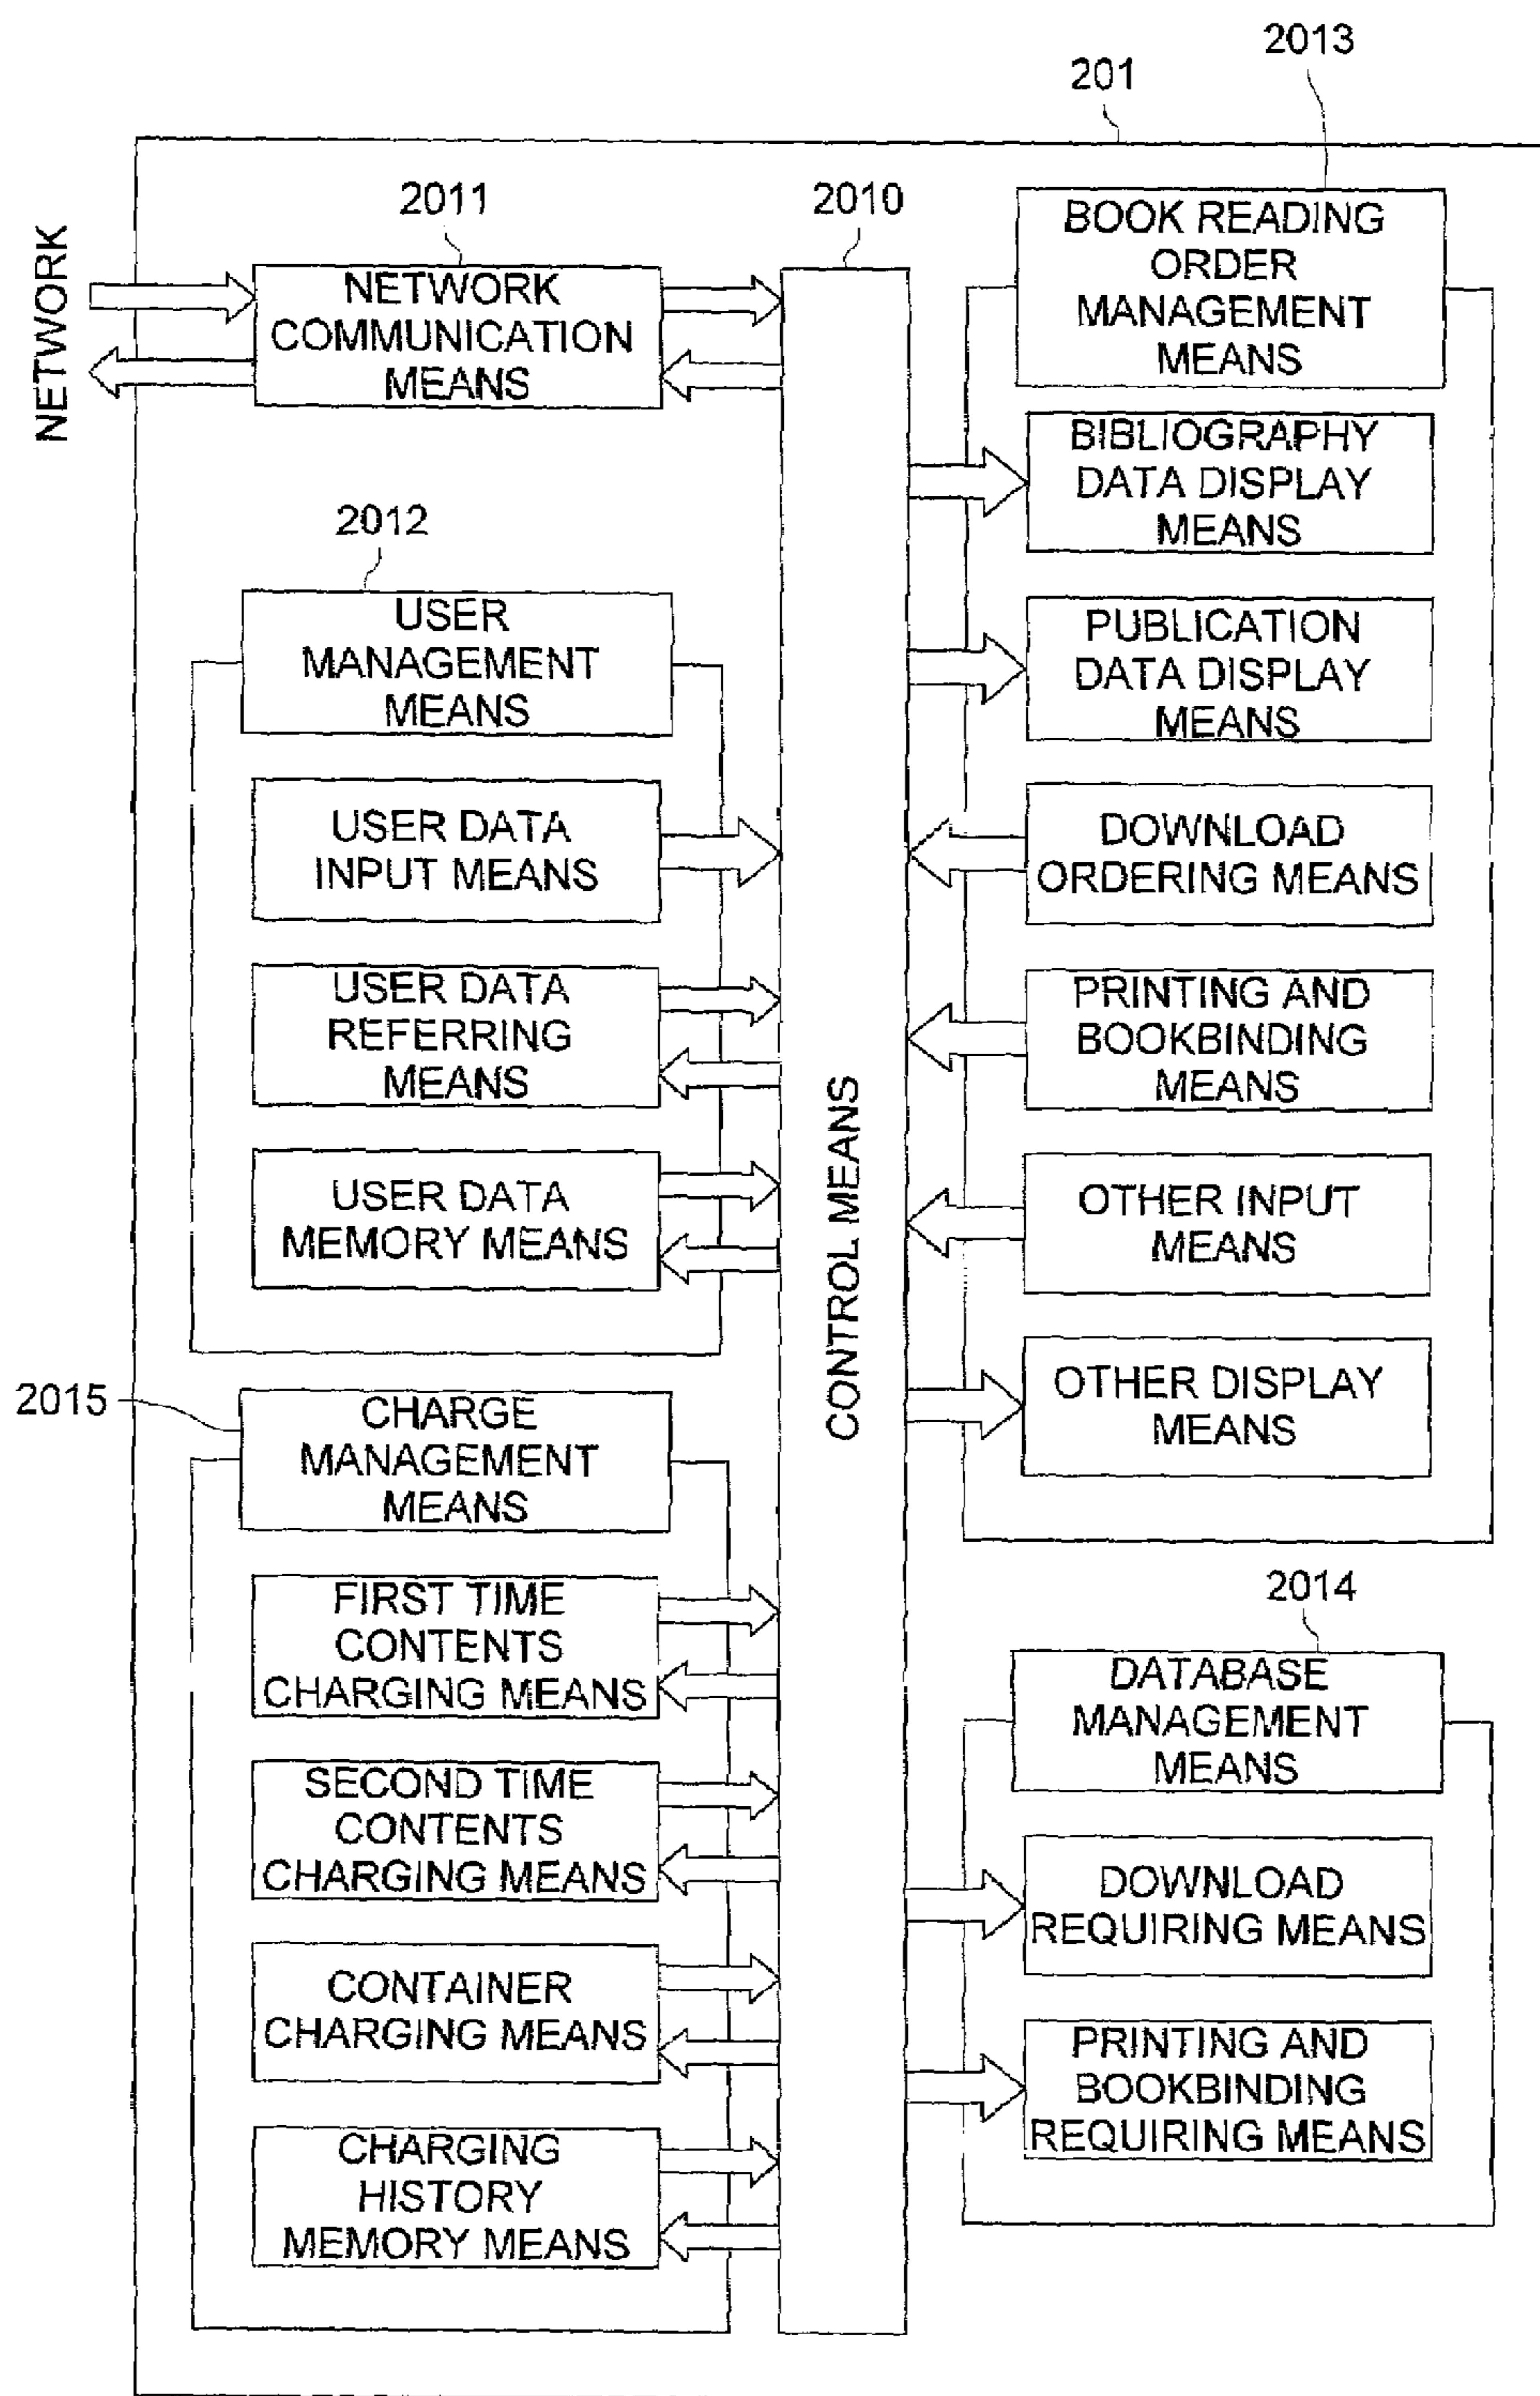 2013
201
2011
2010
NETWORK
NETWORK
COMMUNICATION
MEANS
BOOK READING
ORDER
MANAGEMENT
MEANS
BIBLIOGRAPHY
DATA DISPLAY
MEANS
PUBLICATION
DATA DISPLAY
MEANS
DOWNLOAD
ORDERING MEANS
PRINTING AND
BOOKBINDING
MEANS
OTHER INPUT
MEANS
OTHER DISPLAY
MEANS
2012
USER
MANAGEMENT
MEANS
USER DATA
INPUT MEANS
USER DATA
REFERRING
MEANS
USER DATA
MEMORY MEANS
CONTROL MEANS
2015
CHARGE
MANAGEMENT
MEANS
FIRST TIME
CONTENTS
CHARGING MEANS
SECOND TIME
CONTENTS
CHARGING MEANS
CONTAINER
CHARGING MEANS
CHARGING
HISTORY
MEMORY MEANS
2014
DATABASE
MANAGEMENT
MEANS
DOWNLOAD
REQUIRING MEANS
PRINTING AND
BOOKBINDING
REQUIRING MEANS